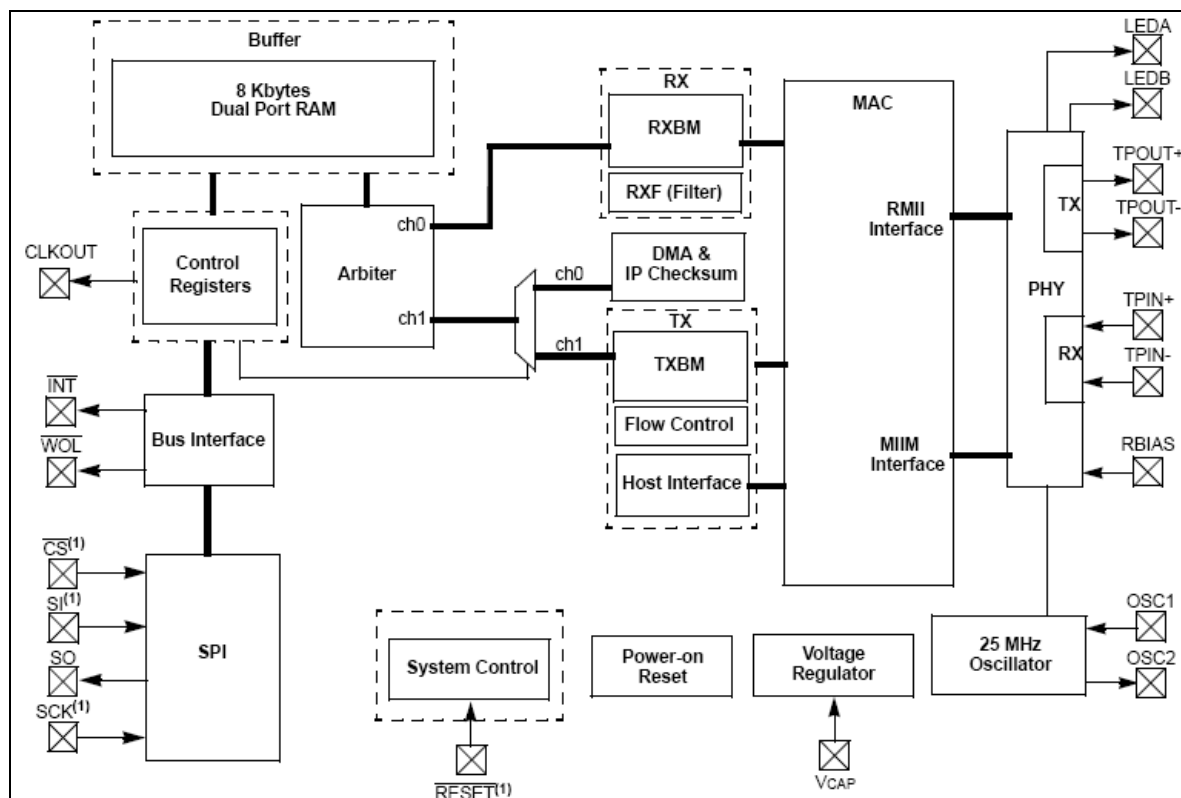 Buffer
8 Kbytes
Dual Port RAM
CLKOUT
Control
Registers
Arbiter
ch0
ch1
RX
RXBM
RXF (Filter)
ch0
DMA &
IP Checksum
ch1
TX
TXBM
Flow Control
Host Interface
MAC
RMII
Interface
MIIM
Interface
LEDA
LEDB
TPOUT+
TX
TPOUT-
PHY
TPIN+
RX
TPIN-
RBIAS
INT
Bus Interface
WOL
CS(1)
SI(1)
SPI
SO
SCK(1)
System Control
RESET(1)
Power-on
Reset
Voltage
Regulator
VCAP
25 MHz
Oscillator
OSC1
OSC2